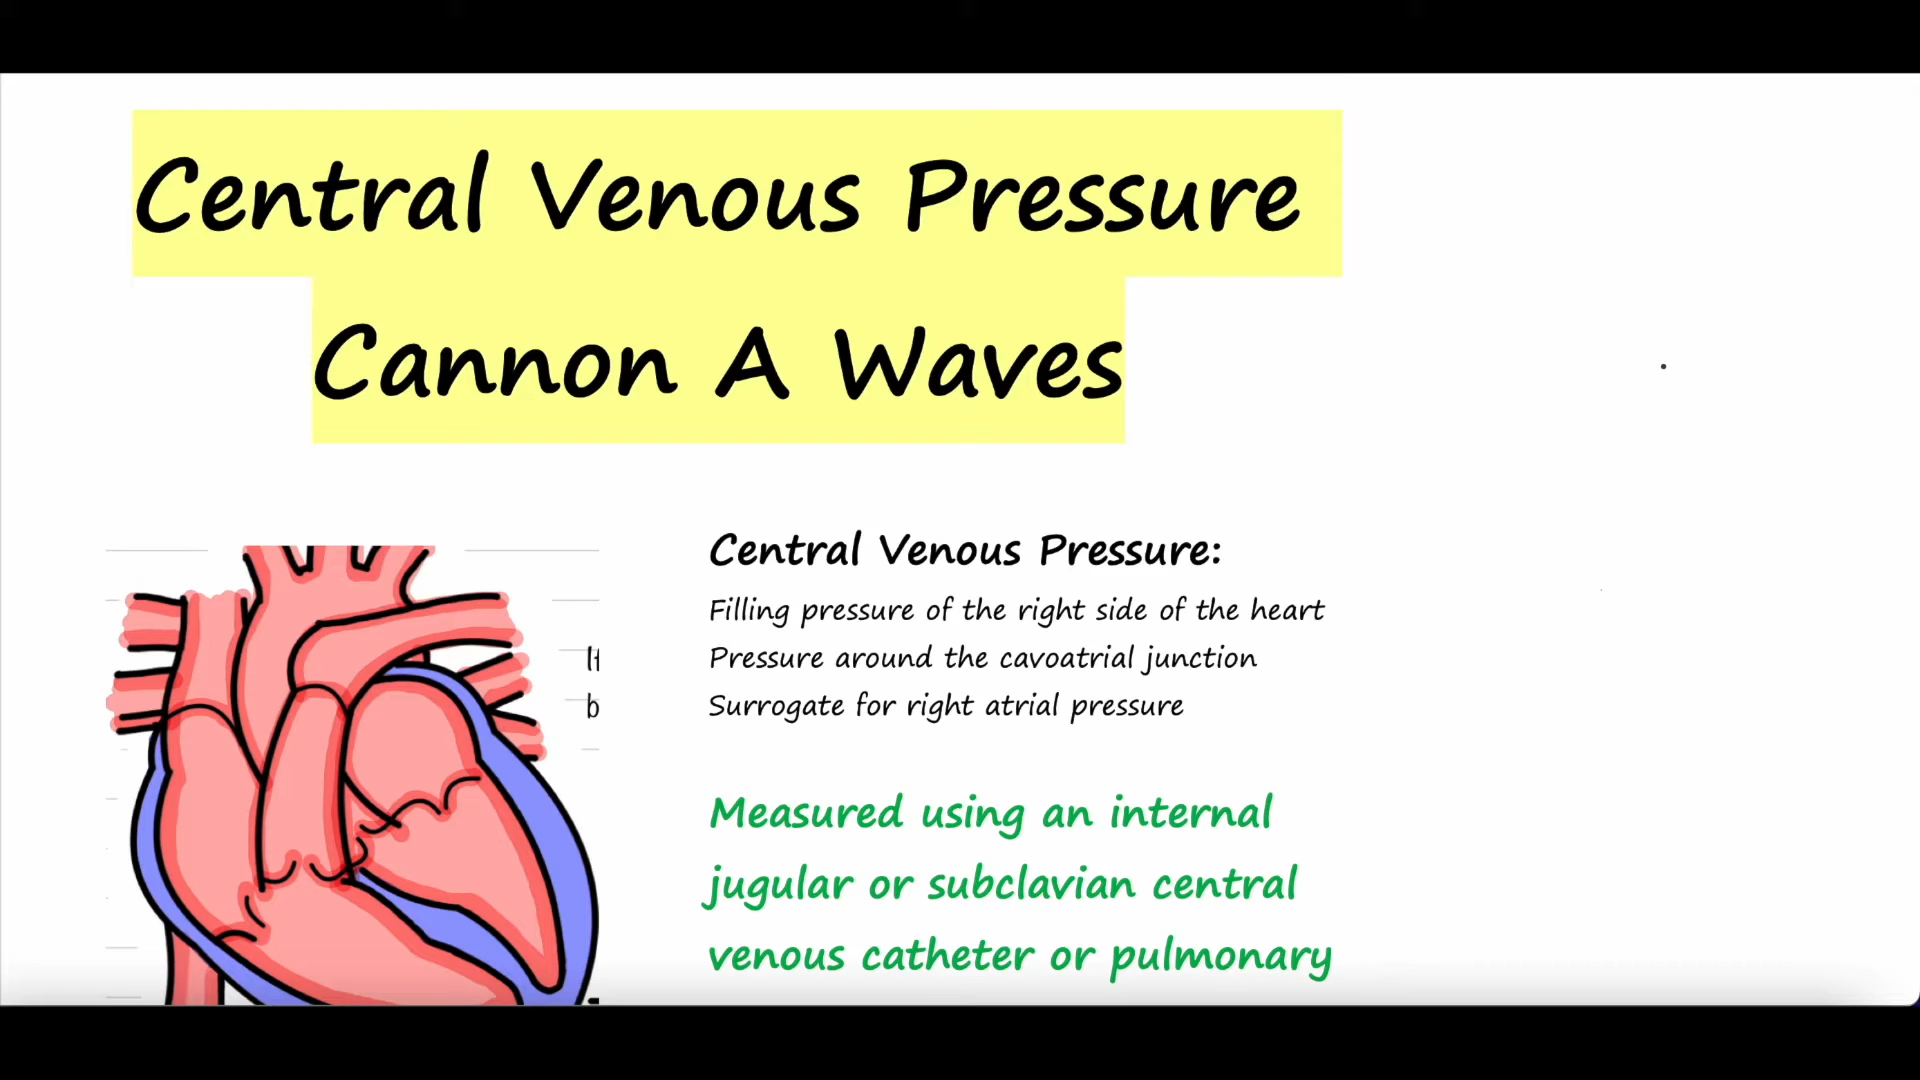 Central Venous Pressure
Cannon A Waves
Central Venous Pressure:
Filling pressure of the right side of the heart
Pressure around the cavoatrial junction
Surrogate for right atrial pressure
Measured using an internal
jugular or subclavian central
venous catheter or pulmonary